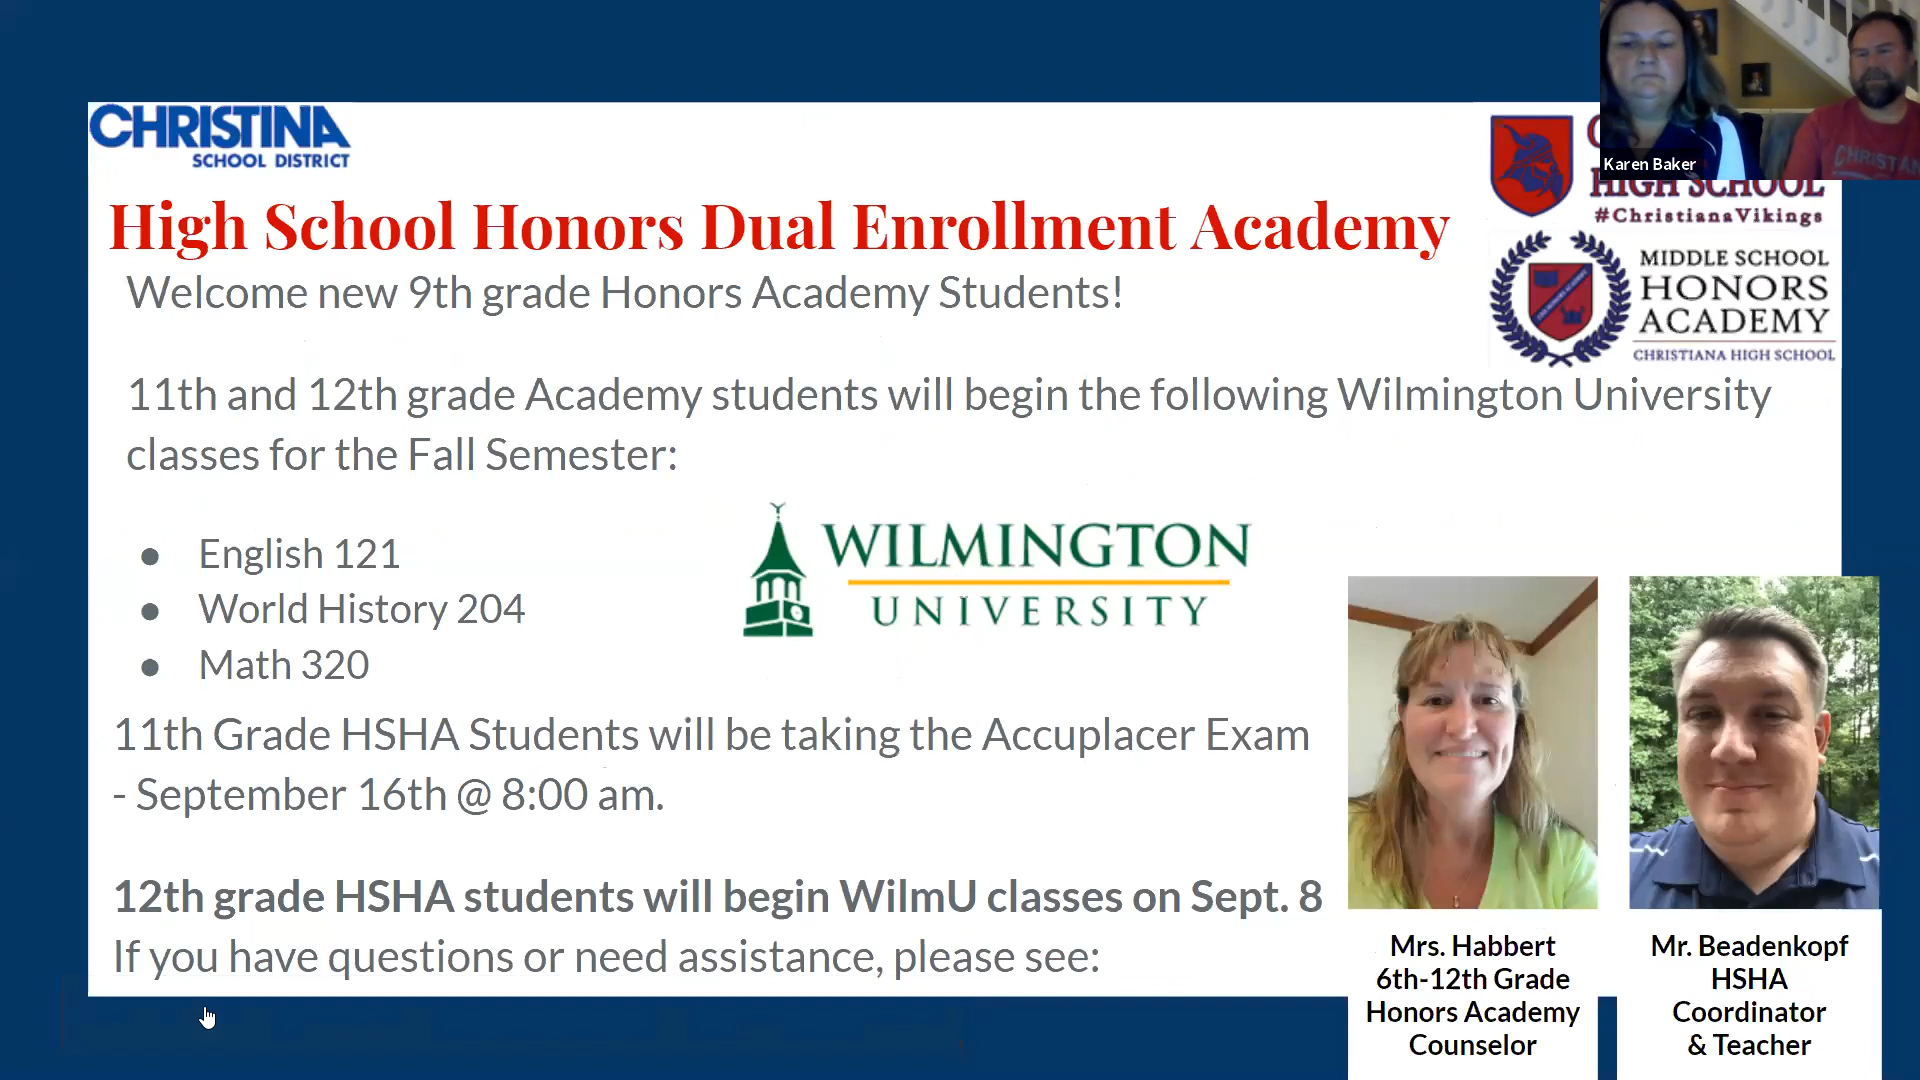 CHRISTINA
SCHOOL DISTRICT
Karen Baker
CHRISTIAN
HIGH SCHOOL
#ChristianaVikings
High School Honors Dual Enrollment Academy
MIDDLE SCHOOL
HONORS
ACADEMY
CHRISTIANA HIGH SCHOOL
Welcome new 9th grade Honors Academy Students!
11th and 12th grade Academy students will begin the following Wilmington University
classes for the Fall Semester:
● English 121
● World History 204
● Math 320
WILMINGTON
UNIVERSITY
11th Grade HSHA Students will be taking the Accuplacer Exam
- September 16th @ 8:00 am.
12th grade HSHA students will begin WilmU classes on Sept. 8
If you have questions or need assistance, please see:
Mrs. Habbert
6th-12th Grade
Honors Academy
Counselor
Mr. Beadenkopf
HSHA
Coordinator
& Teacher